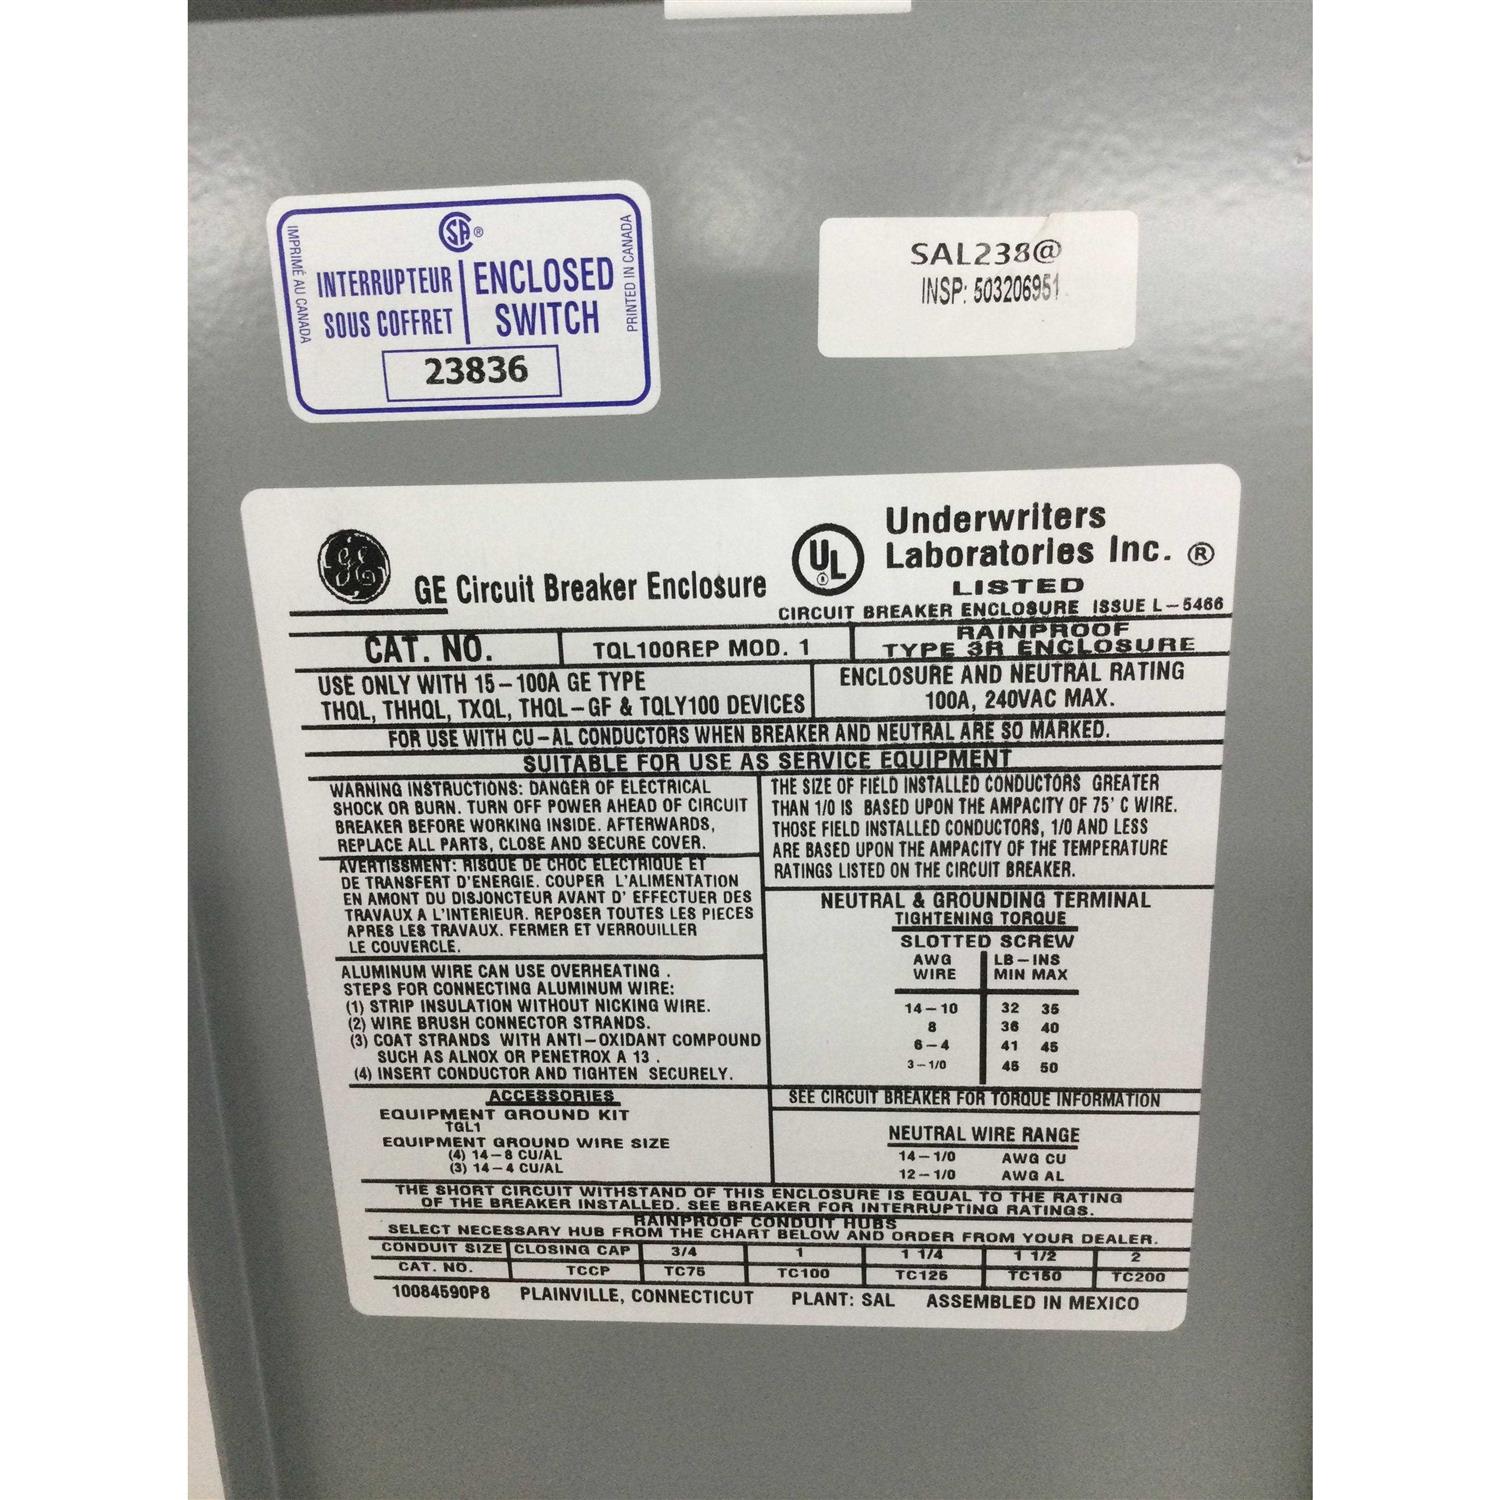 IMPRIMÉ AU CANADA
SA ®
INTERRUPTEUR
SOUS COFFRET
ENCLOSED
SWITCH
23836
PRINTED IN CANADA
SAL238@
INSP: 503206951
GE
GE Circuit Breaker Enclosure
UL
Underwriters
Laboratories Inc. ®
LISTED
CIRCUIT BREAKER ENCLOSURE ISSUE L-5466
CAT. NO. TQL100REP MOD. 1
RAINPROOF
TYPE 3R ENCLOSURE
USE ONLY WITH 15-100A GE TYPE
THQL, THHQL, TXQL, THQL-GF & TQLY100 DEVICES
ENCLOSURE AND NEUTRAL RATING
100A, 240VAC MAX.
FOR USE WITH CU-AL CONDUCTORS WHEN BREAKER AND NEUTRAL ARE SO MARKED.
SUITABLE FOR USE AS SERVICE EQUIPMENT
WARNING INSTRUCTIONS: DANGER OF ELECTRICAL
SHOCK OR BURN. TURN OFF POWER AHEAD OF CIRCUIT
BREAKER BEFORE WORKING INSIDE. AFTERWARDS,
REPLACE ALL PARTS, CLOSE AND SECURE COVER.
AVERTISSMENT: RISQUE DE CHOC ELECTRIQUE ET
DE TRANSFERT D'ENERGIE. COUPER L'ALIMENTATION
EN AMONT DU DISJONCTEUR AVANT D' EFFECTUER DES
TRAVAUX A L'INTERIEUR. REPOSER TOUTES LES PIECES
APRES LES TRAVAUX. FERMER ET VERROUILLER
LE COUVERCLE.
ALUMINUM WIRE CAN USE OVERHEATING .
STEPS FOR CONNECTING ALUMINUM WIRE:
(1) STRIP INSULATION WITHOUT NICKING WIRE.
(2) WIRE BRUSH CONNECTOR STRANDS.
(3) COAT STRANDS WITH ANTI-OXIDANT COMPOUND
SUCH AS ALNOX OR PENETROX A 13 .
(4) INSERT CONDUCTOR AND TIGHTEN SECURELY.
ACCESSORIES
EQUIPMENT GROUND KIT
TGL1
EQUIPMENT GROUND WIRE SIZE
(4) 14-8 CU/AL
(3) 14-4 CU/AL
THE SIZE OF FIELD INSTALLED CONDUCTORS GREATER
THAN 1/0 IS BASED UPON THE AMPACITY OF 75' C WIRE.
THOSE FIELD INSTALLED CONDUCTORS, 1/0 AND LESS
ARE BASED UPON THE AMPACITY OF THE TEMPERATURE
RATINGS LISTED ON THE CIRCUIT BREAKER.
NEUTRAL & GROUNDING TERMINAL
TIGHTENING TORQUE
SLOTTED SCREW
AWG LB-INS
WIRE MIN MAX
14-10 32 35
8 36 40
6-4 41 45
3-1/0 45 50
SEE CIRCUIT BREAKER FOR TORQUE INFORMATION
NEUTRAL WIRE RANGE
14-1/0 AWG CU
12-1/0 AWG AL
THE SHORT CIRCUIT WITHSTAND OF THIS ENCLOSURE IS EQUAL TO THE RATING
OF THE BREAKER INSTALLED. SEE BREAKER FOR INTERRUPTING RATINGS.
RAINPROOF CONDUIT HUBS
SELECT NECESSARY HUB FROM THE CHART BELOW AND ORDER FROM YOUR DEALER.
CONDUIT SIZE CLOSING CAP 3/4 1 1 1/4 1 1/2 2
CAT. NO. TCCP TC75 TC100 TC125 TC150 TC200
10084590P8 PLAINVILLE, CONNECTICUT PLANT: SAL ASSEMBLED IN MEXICO